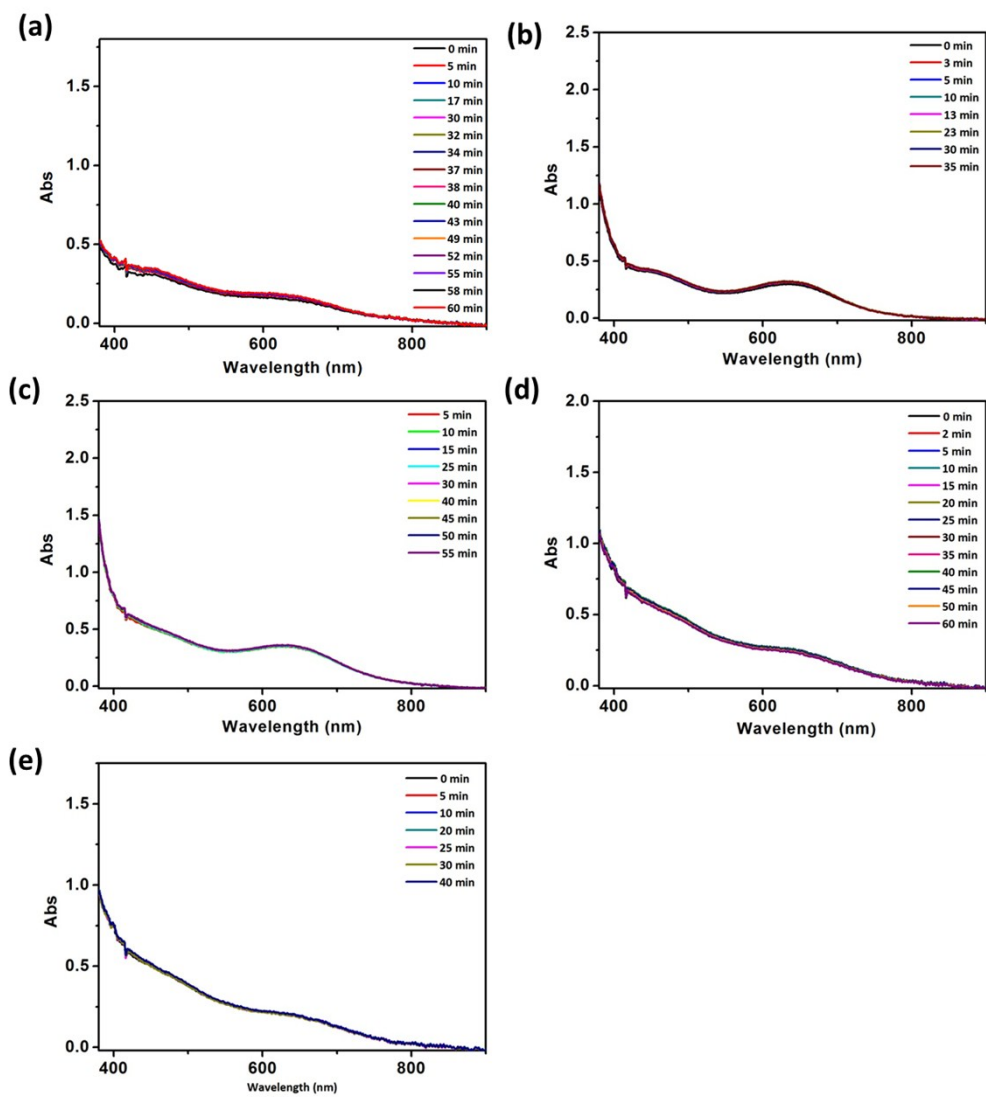 (a)
0 min
5 min
10 min
17 min
30 min
32 min
34 min
37 min
38 min
40 min
43 min
49 min
52 min
55 min
58 min
60 min
1.5
1.0
0.5
0.0
Abs
400 600 800
Wavelength (nm)
(b)
0 min
3 min
5 min
10 min
13 min
23 min
30 min
35 min
2.5
2.0
1.5
1.0
0.5
0.0
Abs
400 600 800
Wavelength (nm)
(c)
5 min
10 min
15 min
25 min
30 min
40 min
45 min
50 min
55 min
2.5
2.0
1.5
1.0
0.5
0.0
Abs
400 600 800
Wavelength (nm)
(d)
0 min
2 min
5 min
10 min
15 min
20 min
25 min
30 min
35 min
40 min
45 min
50 min
60 min
2.0
1.5
1.0
0.5
0.0
Abs
400 600 800
Wavelength (nm)
(e)
0 min
5 min
10 min
20 min
25 min
30 min
40 min
1.5
1.0
0.5
0.0
Abs
400 600 800
Wavelength (nm)